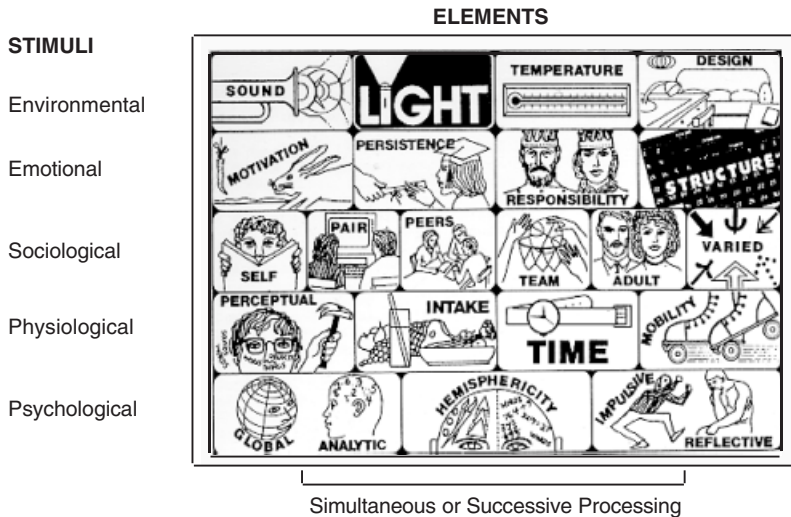 ELEMENTS
STIMULI
Environmental
SOUND
LIGHT
TEMPERATURE
DESIGN
Emotional
MOTIVATION
PERSISTENCE
RESPONSIBILITY
STRUCTURE
Sociological
SELF
PAIR
PEERS
TEAM
ADULT
VARIED
Physiological
PERCEPTUAL
INTAKE
TIME
MOBILITY
Psychological
GLOBAL
ANALYTIC
HEMISPHERICITY
IMPULSIVE
REFLECTIVE
Simultaneous or Successive Processing